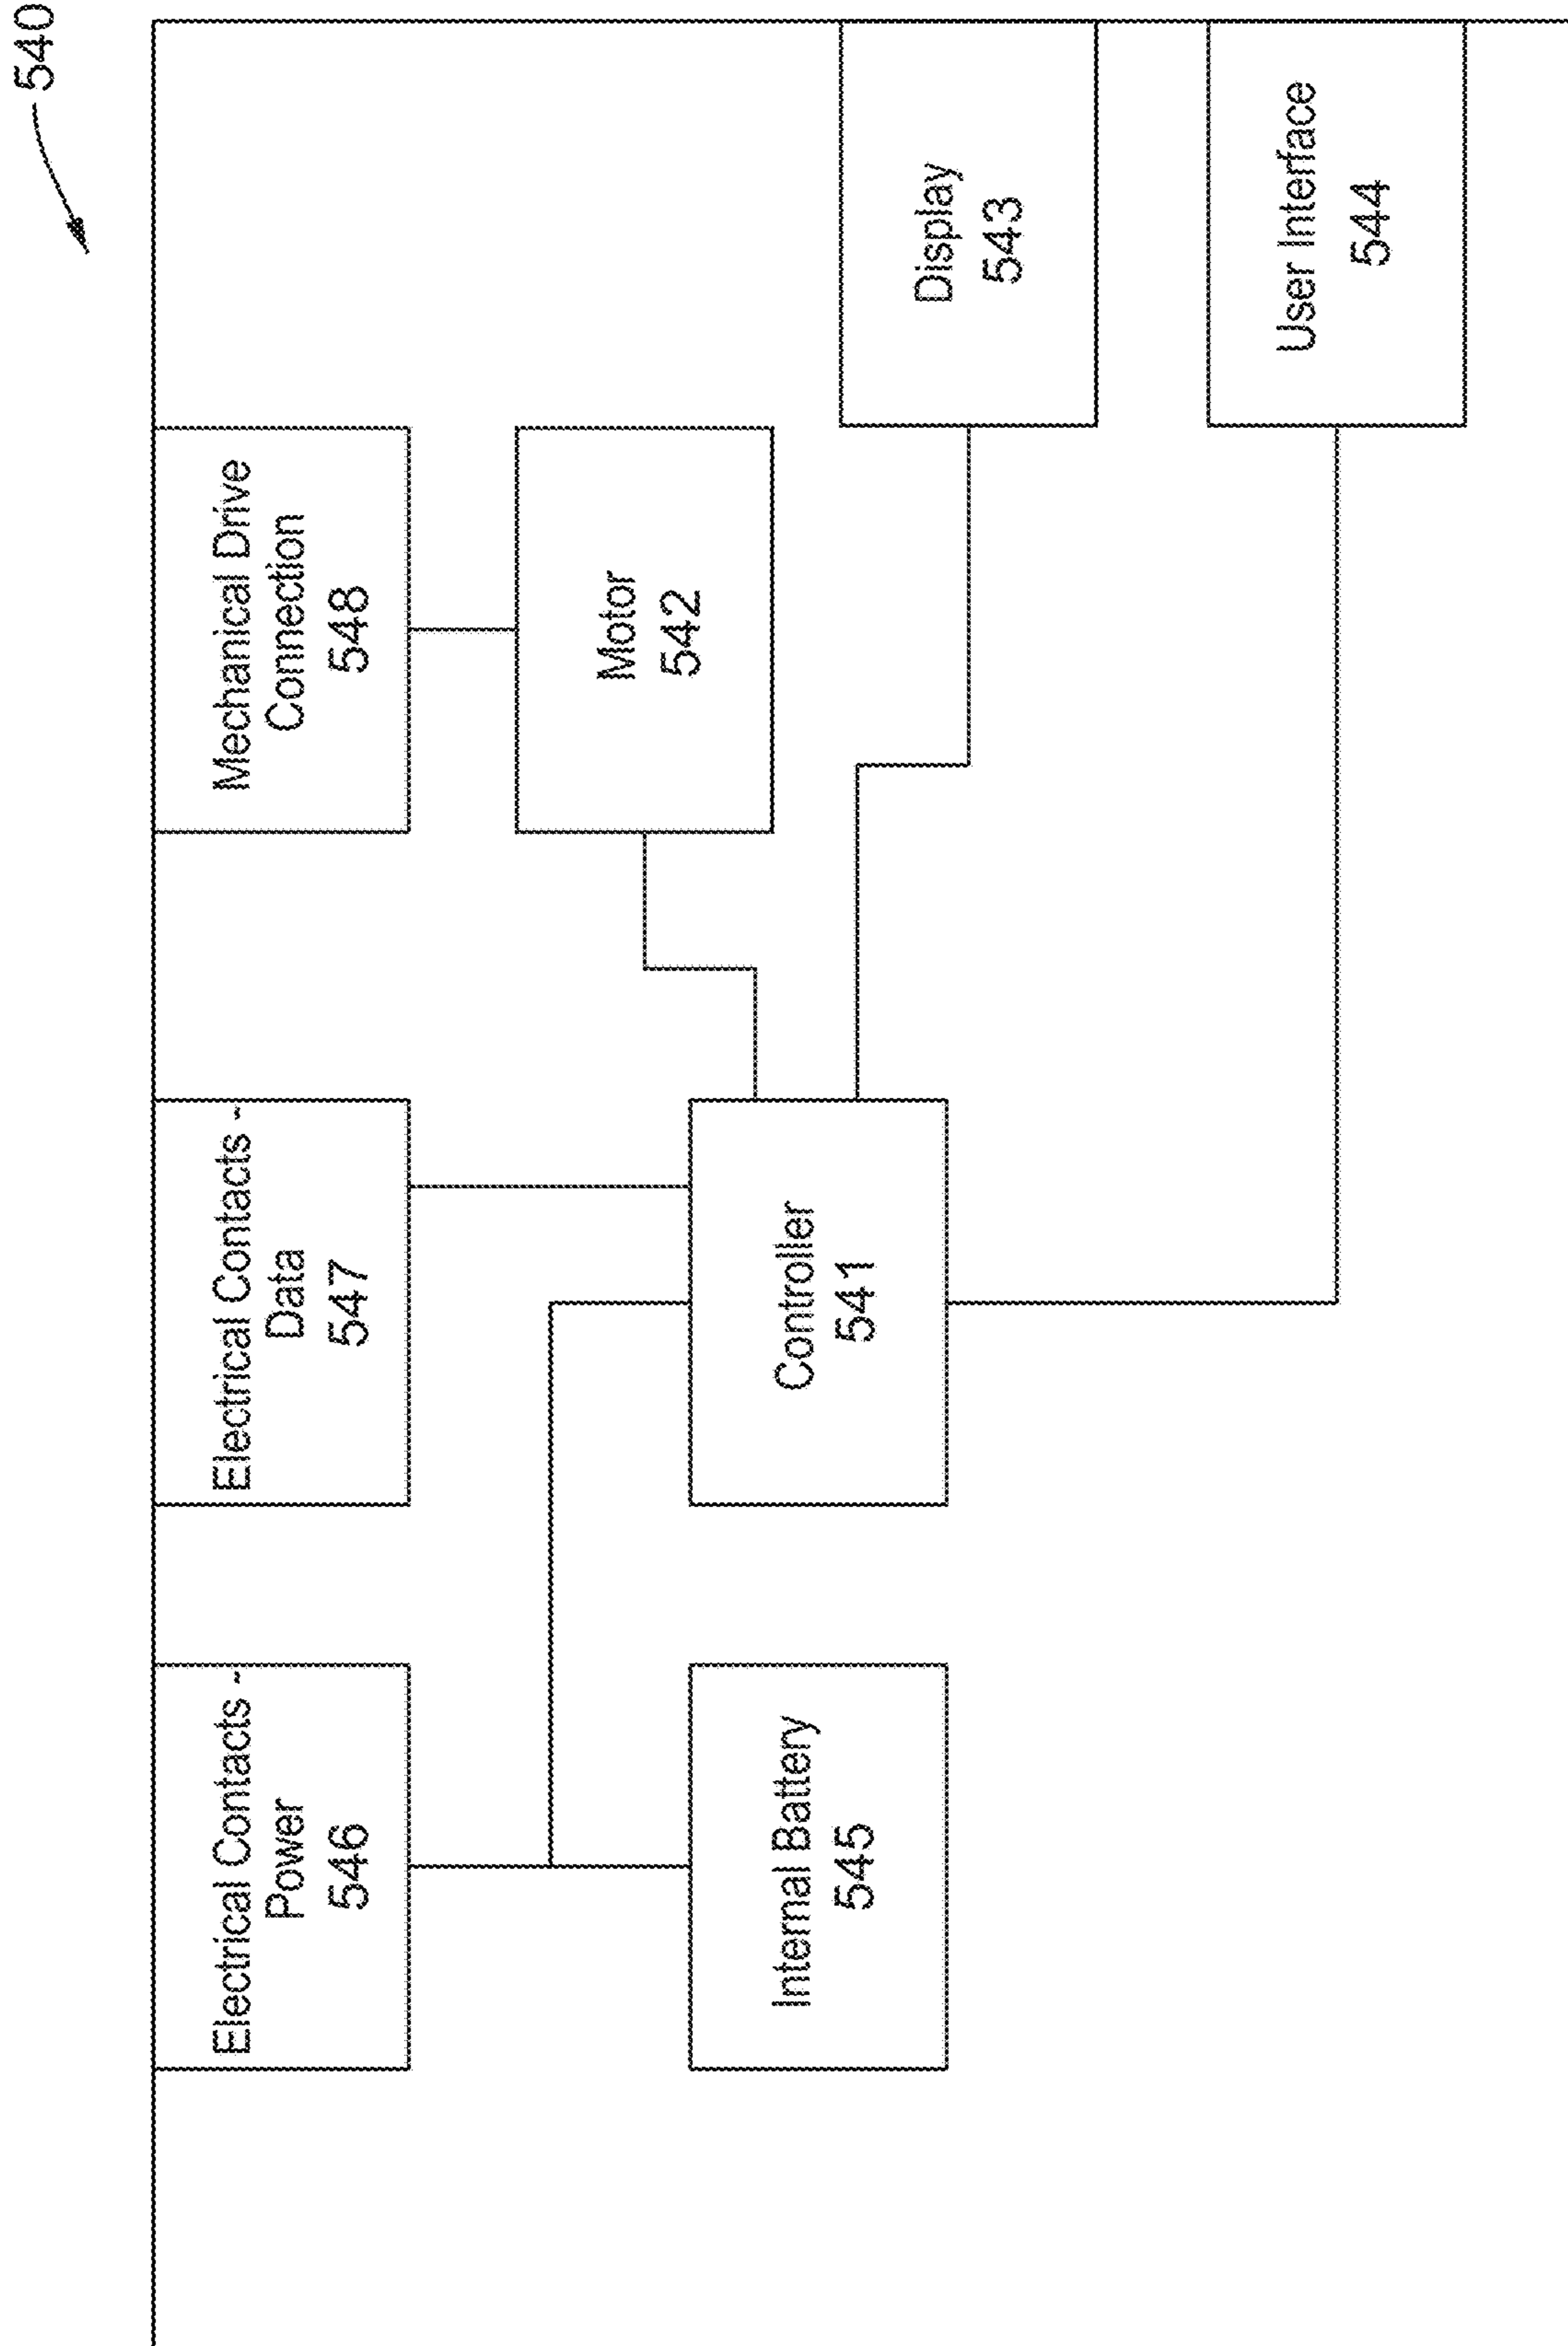 540
Electrical Contacts -
Power
546
Electrical Contacts -
Data
547
Mechanical Drive
Connection
548
Motor
542
Internal Battery
545
Controller
541
Display
543
User Interface
544